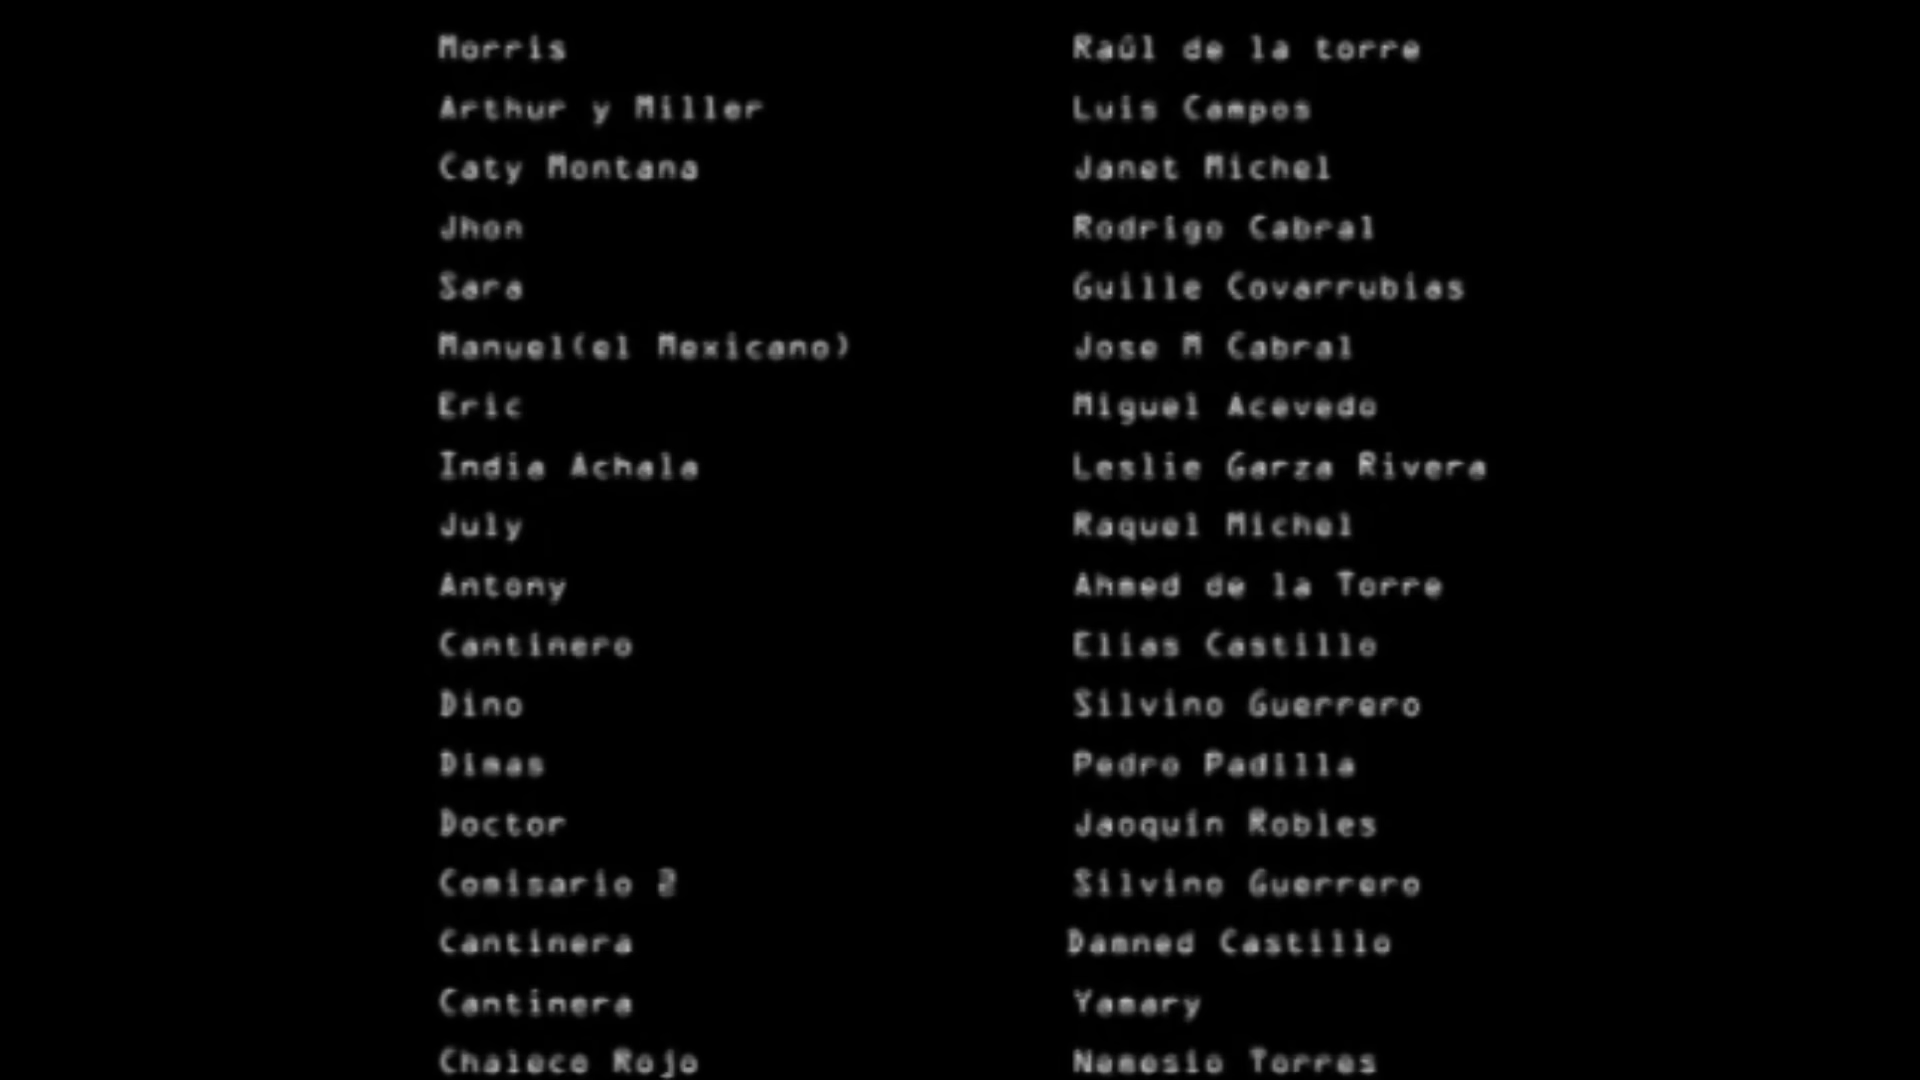 Morris Raúl de la torre
Arthur y Miller Luis Campos
Caty Montana Janet Michel
Jhon Rodrigo Cabral
Sara Guille Covarrubias
Manuel(el Mexicano) Jose M Cabral
Eric Miguel Acevedo
India Achala Leslie Garza Rivera
July Raquel Michel
Antony Ahmed de la Torre
Cantinero Elias Castillo
Dino Silvino Guerrero
Dimas Pedro Padilla
Doctor Jaoquín Robles
Comisario 2 Silvino Guerrero
Cantinera Damned Castillo
Cantinera Yamary
Chaleco Rojo Nemesio Torres